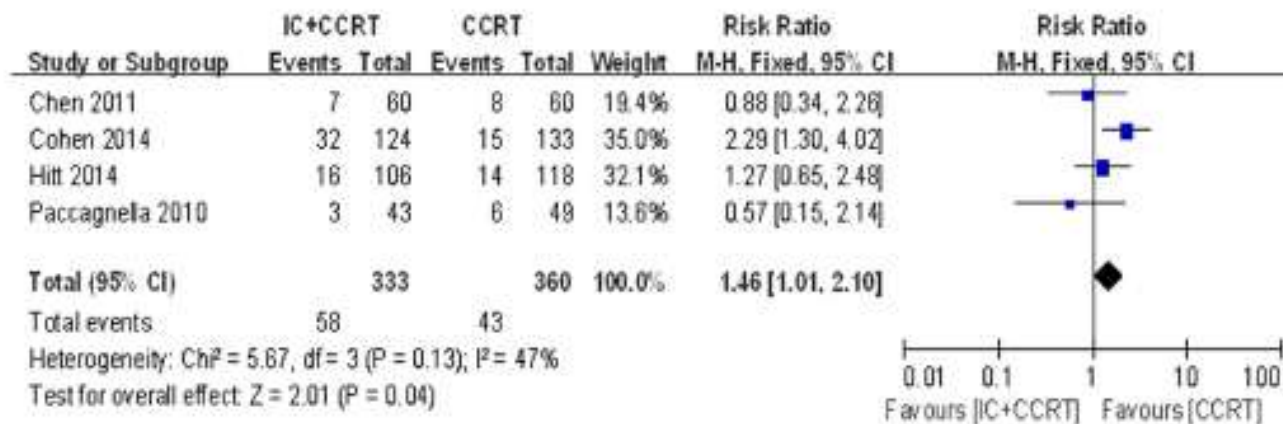 IC+CCRT CCRT Risk Ratio Risk Ratio
Study or Subgroup Events Total Events Total Weight M-H, Fixed, 95% CI M-H, Fixed, 95% CI
Chen 2011 7 60 8 60 19.4% 0.88 [0.34, 2.26]
Cohen 2014 32 124 15 133 35.0% 2.29 [1.30, 4.02]
Hitt 2014 16 106 14 118 32.1% 1.27 [0.65, 2.48]
Paccagnella 2010 3 43 6 49 13.6% 0.57 [0.15, 2.14]
Total (95% CI) 333 360 100.0% 1.46 [1.01, 2.10]
Total events 58 43
Heterogeneity: Chi² = 5.67, df = 3 (P = 0.13); I² = 47%
Test for overall effect: Z = 2.01 (P = 0.04)
0.01 0.1 1 10 100
Favours [IC+CCRT] Favours [CCRT]